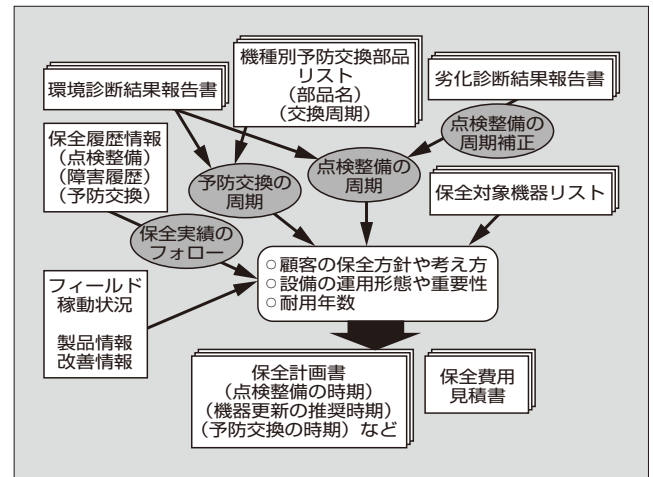 環境診断結果報告書
機種別予防交換部品
リスト
(部品名)
(交換周期)
劣化診断結果報告書
保全履歴情報
(点検整備)
(障害履歴)
(予防交換)
予防交換の
周期
点検整備の
周期
点検整備の
周期補正
保全対象機器リスト
保全実績の
フォロー
○顧客の保全方針や考え方
○設備の運用形態や重要性
○耐用年数
フィールド
稼動状況
製品情報
改善情報
保全計画書
(点検整備の時期)
(機器更新の推奨時期)
(予防交換の時期)など
保全費用
見積書